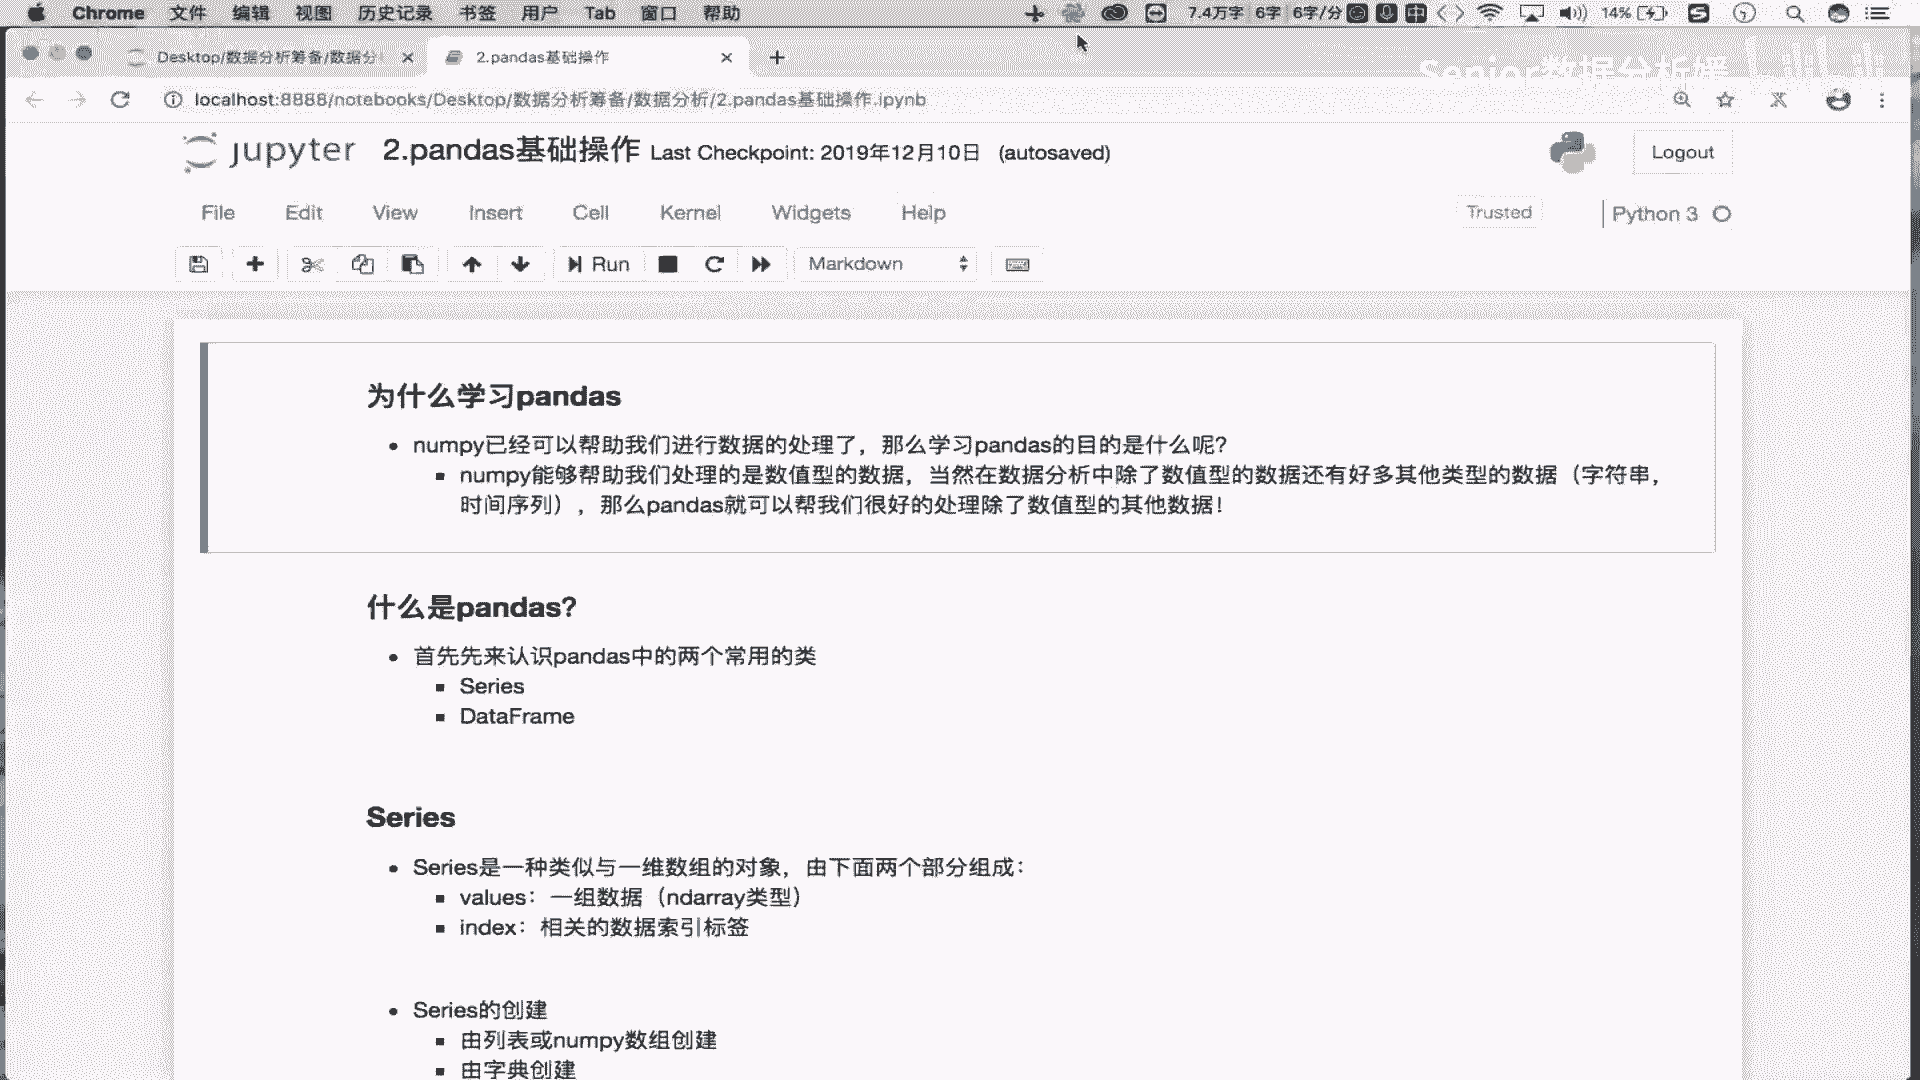 Chrome 文件 编辑 视图 历史记录 书签 用户 Tab 窗口 帮助 7.4万字 6字 6字/分 中 14%
Desktop/数据分析筹备/数据分 2.pandas基础操作
Senior数据分析媛 bilibili
localhost:8888/notebooks/Desktop/数据分析筹备/数据分析/2.pandas基础操作.ipynb
jupyter 2.pandas基础操作 Last Checkpoint: 2019年12月10日 (autosaved) Logout
File Edit View Insert Cell Kernel Widgets Help Trusted Python 3
Run Markdown
为什么学习pandas
numpy已经可以帮助我们进行数据的处理了，那么学习pandas的目的是什么呢？
numpy能够帮助我们处理的是数值型的数据，当然在数据分析中除了数值型的数据还有好多其他类型的数据（字符串，
时间序列），那么pandas就可以帮我们很好的处理除了数值型的其他数据！
什么是pandas?
首先先来认识pandas中的两个常用的类
Series
DataFrame
Series
Series是一种类似与一维数组的对象，由下面两个部分组成：
values：一组数据（ndarray类型）
index：相关的数据索引标签
Series的创建
由列表或numpy数组创建
由字典创建